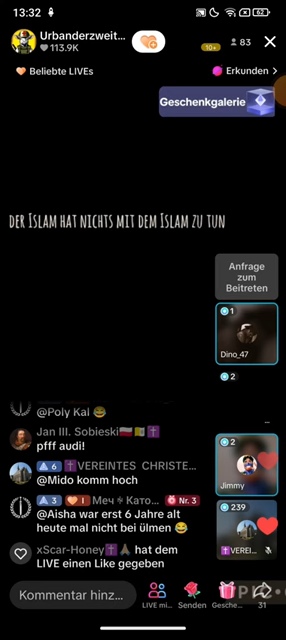 13:32
62
Urbanderzweit...
113.9K
10+
83
Beliebte LIVEs
Erkunden >
Geschenkgalerie
DER ISLAM HAT NICHTS MIT DEM ISLAM ZU TUN
Anfrage
zum
Beitreten
1
Dino_47
2
@Poly Kal 😂
Jan III. Sobieski🇵🇱🇻🇦✝️
pfff audi!
6 ✝️VEREINTES CHRISTE...
@Mido komm hoch
2
Jimmy
3 I Меч Като... Nr. 3
@Aisha war erst 6 Jahre alt
heute mal nicht bei ülmen 😂
239
✝️VEREI...
xScar-Honey✝️🙏🏿 hat dem
LIVE einen Like gegeben
Kommentar hinz...
LIVE mi...
Senden
Gesche...
31